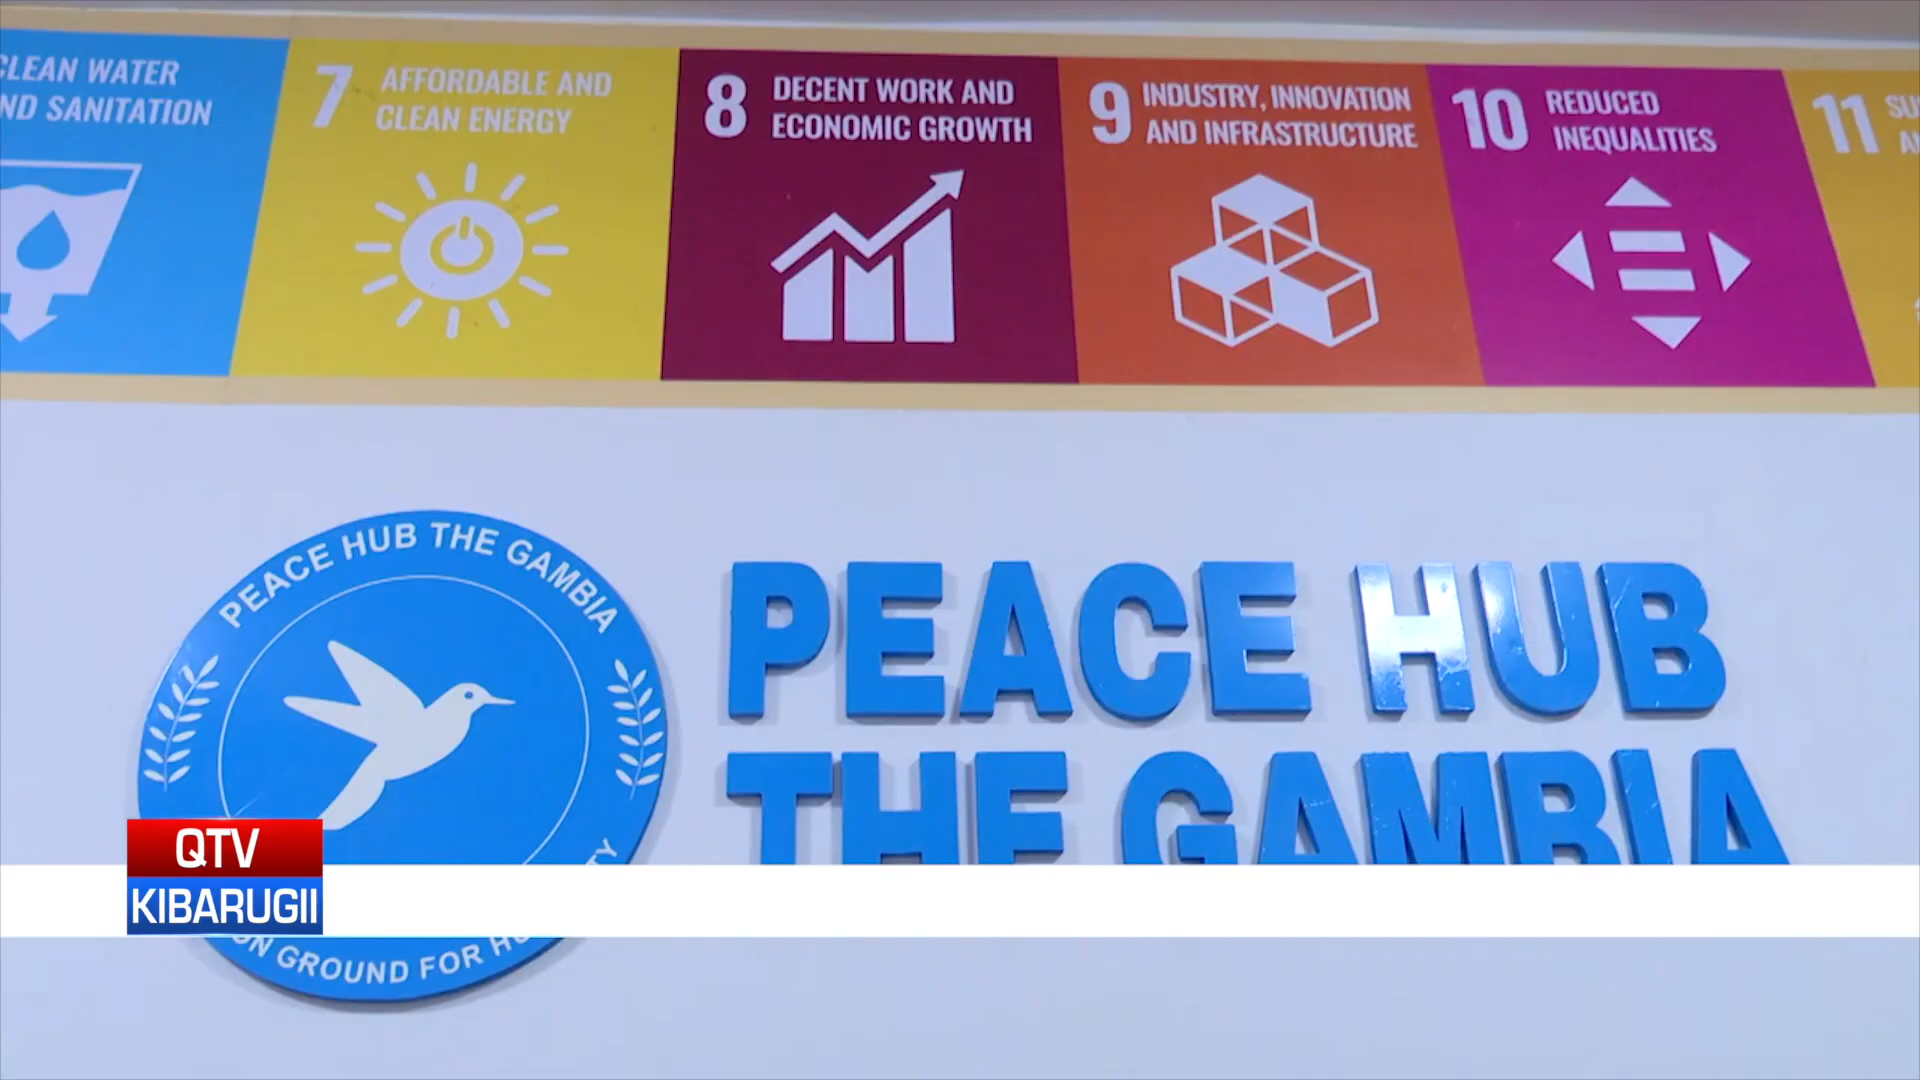 CLEAN WATER
AND SANITATION
7 AFFORDABLE AND
CLEAN ENERGY
8 DECENT WORK AND
ECONOMIC GROWTH
9 INDUSTRY, INNOVATION
AND INFRASTRUCTURE
10 REDUCED
INEQUALITIES
11
PEACE HUB THE GAMBIA
PEACE HUB
THE GAMBIA
ON GROUND FOR
QTV
KIBARUGII